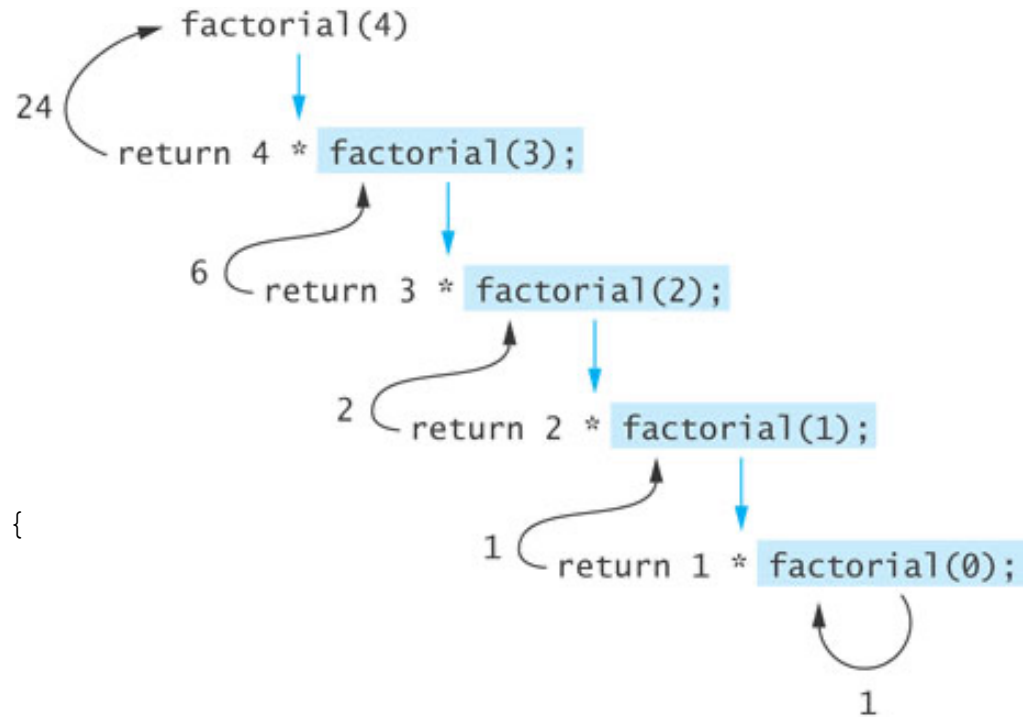 factorial(4)
24
return 4 * factorial(3);
6
return 3 * factorial(2);
2
return 2 * factorial(1);
{
1
return 1 * factorial(0);
1